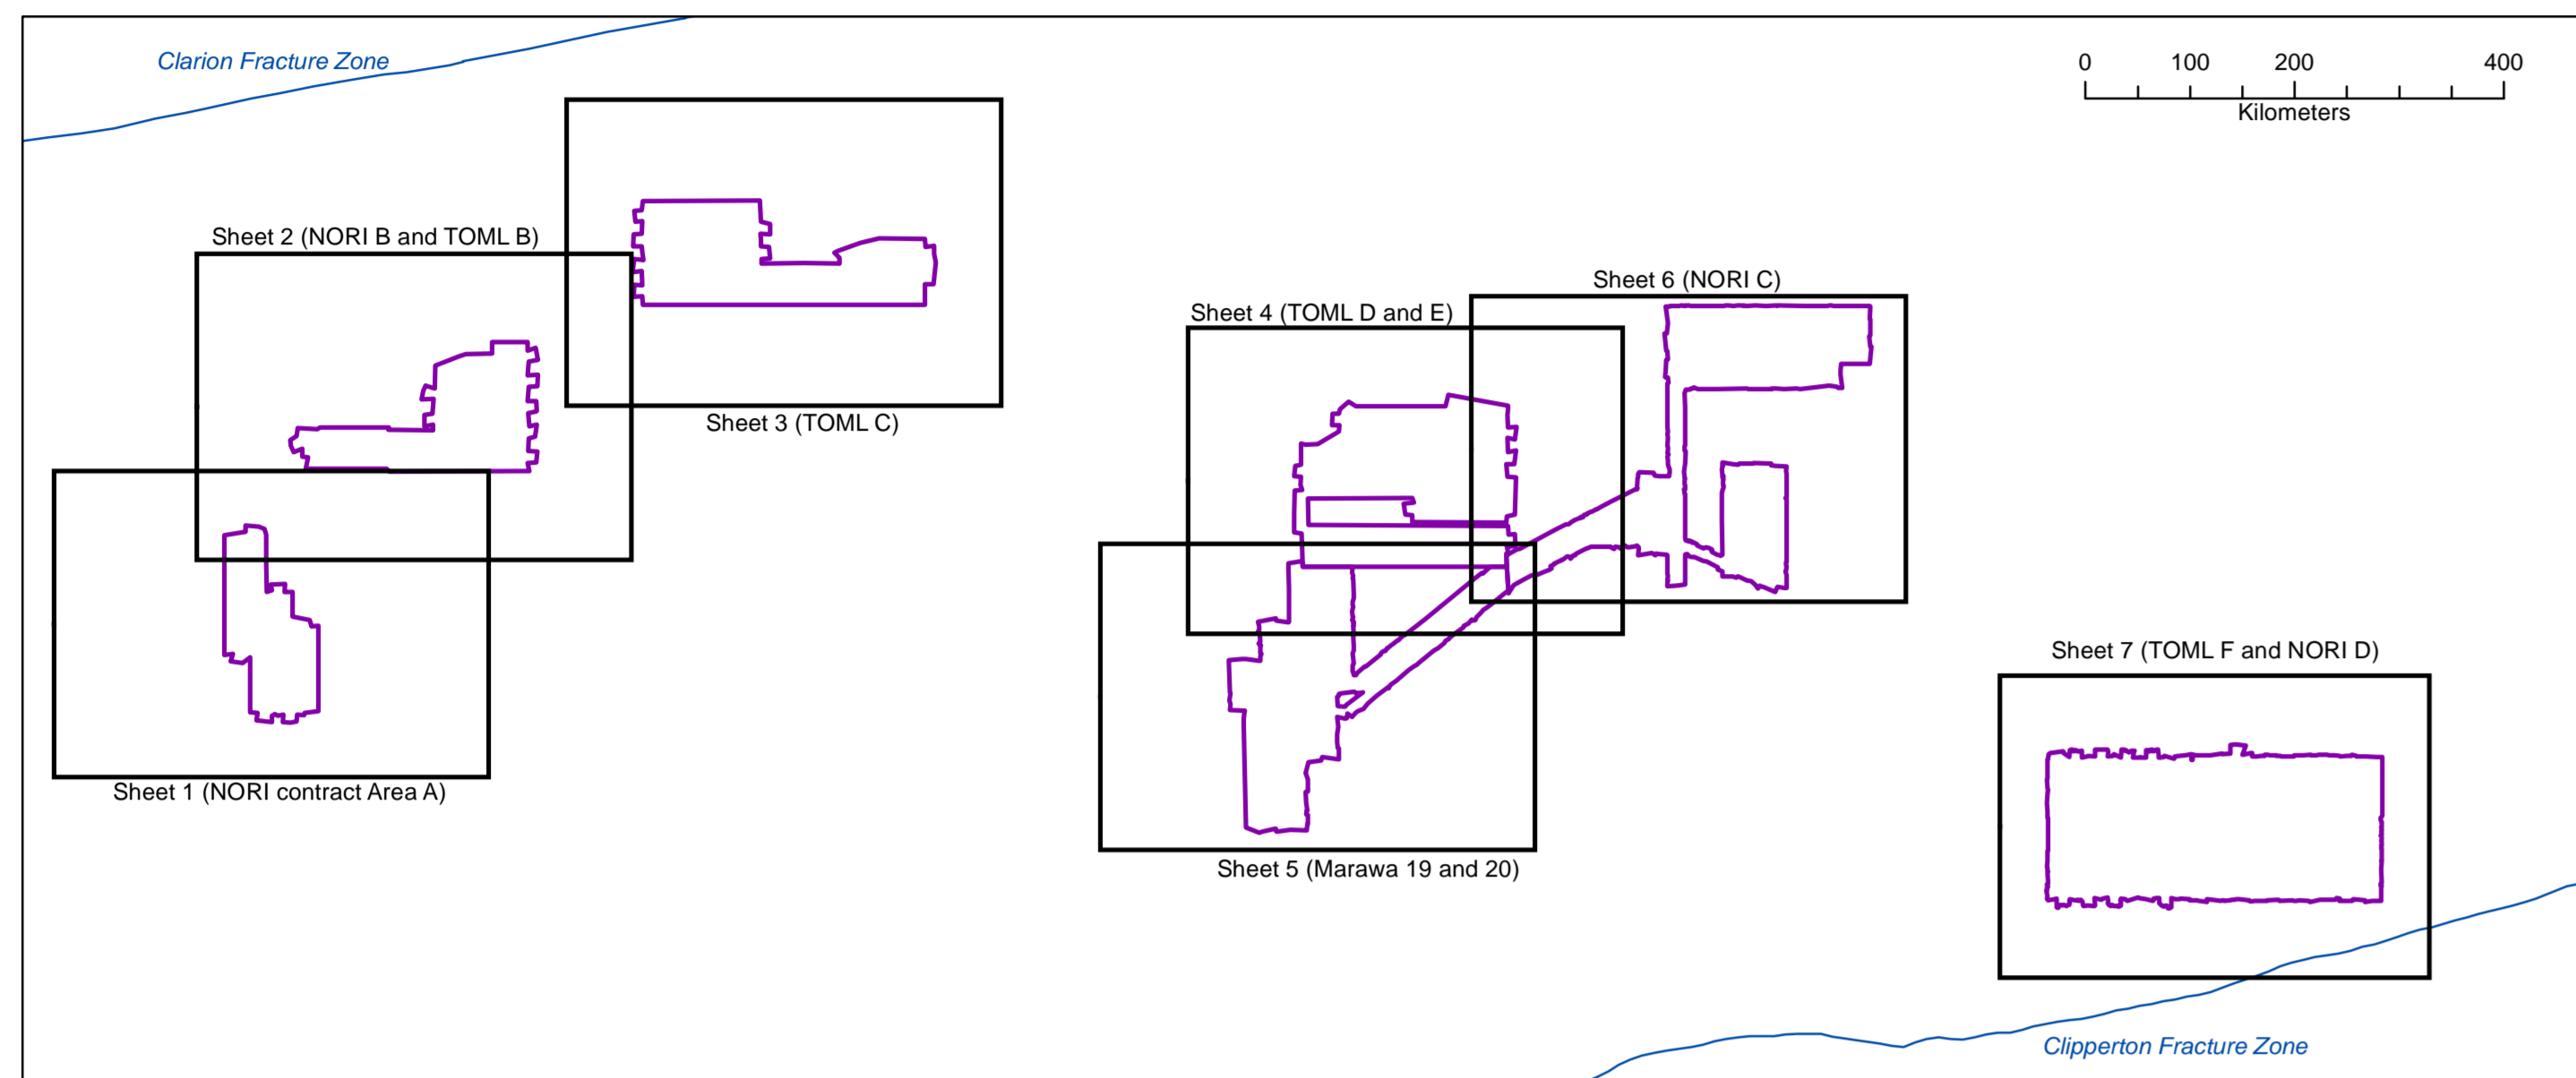 Clarion Fracture Zone
0 100 200 400
Kilometers
Sheet 2 (NORI B and TOML B)
Sheet 6 (NORI C)
Sheet 4 (TOML D and E)
Sheet 3 (TOML C)
Sheet 7 (TOML F and NORI D)
Sheet 1 (NORI contract Area A)
Sheet 5 (Marawa 19 and 20)
Clipperton Fracture Zone